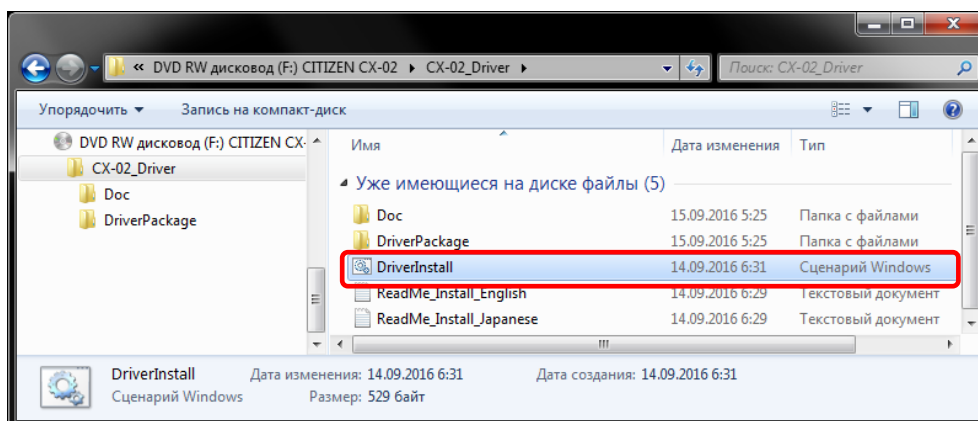 « DVD RW дисковод (F:) CITIZEN CX-02 ▸ CX-02_Driver ▸ Поиск: CX-02_Driver
Упорядочить ▼ Запись на компакт-диск
DVD RW дисковод (F:) CITIZEN CX-
CX-02_Driver
Doc
DriverPackage
Имя Дата изменения Тип
Уже имеющиеся на диске файлы (5)
Doc 15.09.2016 5:25 Папка с файлами
DriverPackage 15.09.2016 5:25 Папка с файлами
DriverInstall 14.09.2016 6:31 Сценарий Windows
ReadMe_Install_English 14.09.2016 6:29 Текстовый документ
ReadMe_Install_Japanese 14.09.2016 6:29 Текстовый документ
DriverInstall Дата изменения: 14.09.2016 6:31 Дата создания: 14.09.2016 6:31
Сценарий Windows Размер: 529 байт